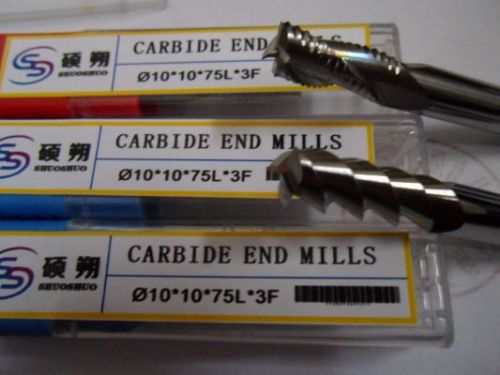 硕朔
SHUOSHUO
CARBIDE END MILLS
Ø10*10*75L*3F
硕朔
SHUOSHUO
CARBIDE END MILLS
Ø10*10*75L*3F
硕朔
SHUOSHUO
CARBIDE END MILLS
Ø10*10*75L*3F